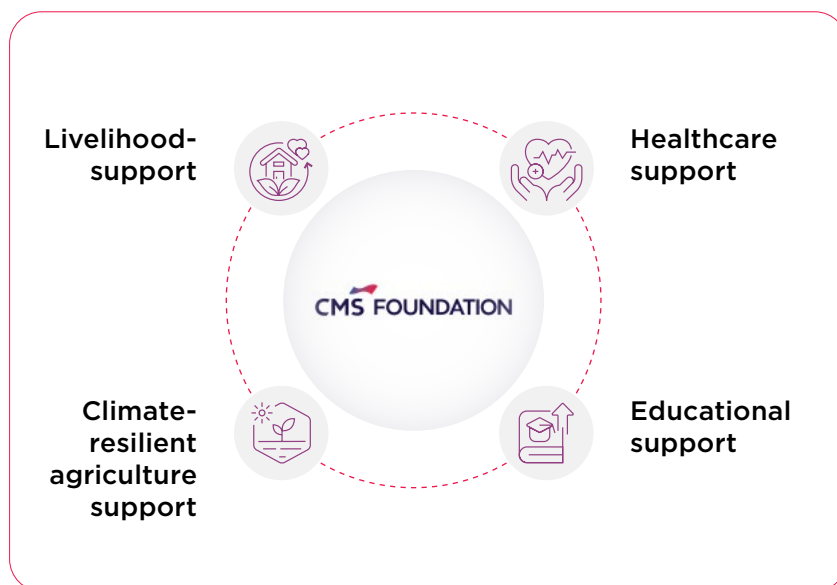 Livelihood-
support
Healthcare
support
CMS FOUNDATION
Climate-
resilient
agriculture
support
Educational
support